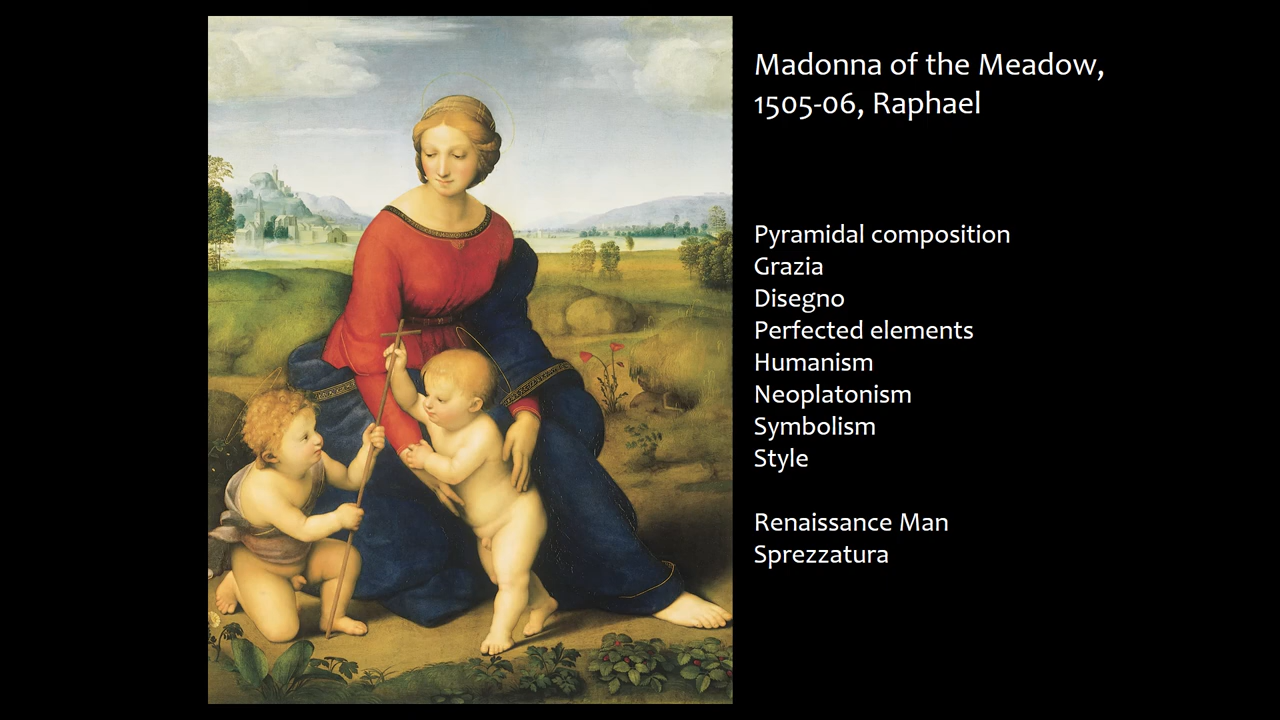 Madonna of the Meadow,
1505-06, Raphael
Pyramidal composition
Grazia
Disegno
Perfected elements
Humanism
Neoplatonism
Symbolism
Style
Renaissance Man
Sprezzatura